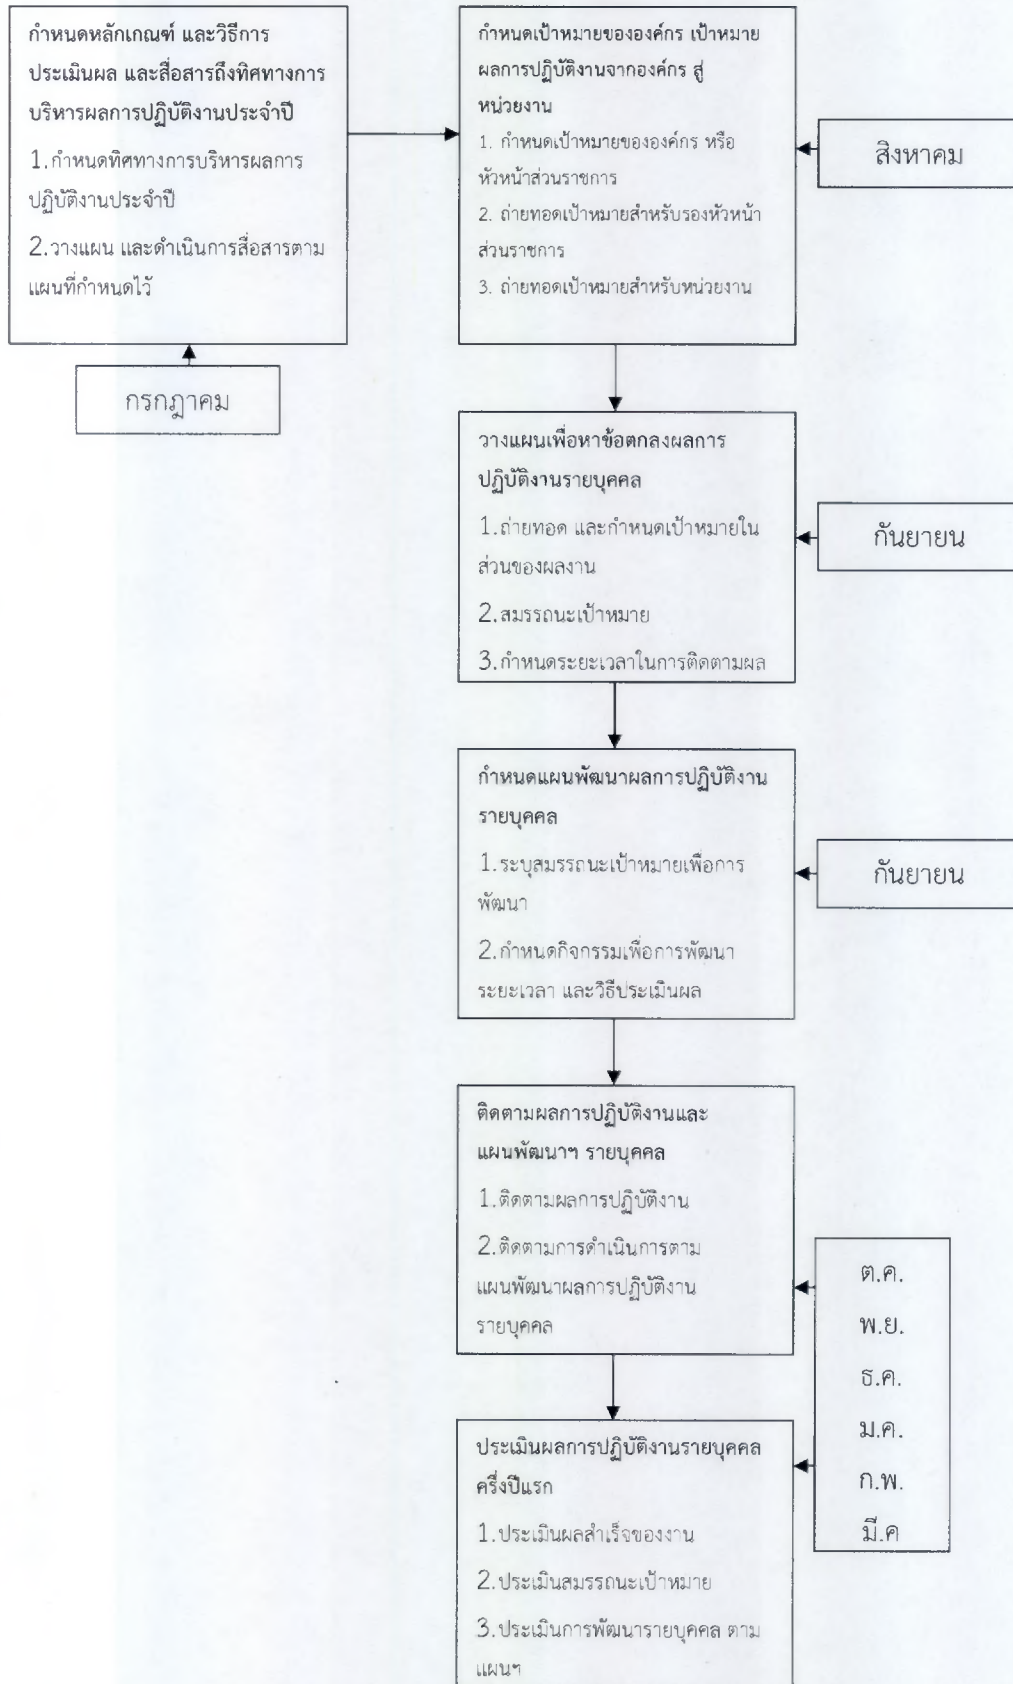 กำหนดหลักเกณฑ์ และวิธีการ
ประเมินผล และสื่อสารถึงทิศทางการ
บริหารผลการปฏิบัติงานประจำปี
1.กำหนดทิศทางการบริหารผลการ
ปฏิบัติงานประจำปี
2.วางแผน และดำเนินการสื่อสารตาม
แผนที่กำหนดไว้
กรกฎาคม
กำหนดเป้าหมายขององค์กร เป้าหมาย
ผลการปฏิบัติงานจากองค์กร สู่
หน่วยงาน
1. กำหนดเป้าหมายขององค์กร หรือ
หัวหน้าส่วนราชการ
2. ถ่ายทอดเป้าหมายสำหรับรองหัวหน้า
ส่วนราชการ
3. ถ่ายทอดเป้าหมายสำหรับหน่วยงาน
สิงหาคม
วางแผนเพื่อหาข้อตกลงผลการ
ปฏิบัติงานรายบุคคล
1.ถ่ายทอด และกำหนดเป้าหมายใน
ส่วนของผลงาน
2.สมรรถนะเป้าหมาย
3.กำหนดระยะเวลาในการติดตามผล
กันยายน
กำหนดแผนพัฒนาผลการปฏิบัติงาน
รายบุคคล
1.ระบุสมรรถนะเป้าหมายเพื่อการ
พัฒนา
2.กำหนดกิจกรรมเพื่อการพัฒนา
ระยะเวลา และวิธีประเมินผล
กันยายน
ติดตามผลการปฏิบัติงานและ
แผนพัฒนาฯ รายบุคคล
1.ติดตามผลการปฏิบัติงาน
2.ติดตามการดำเนินการตาม
แผนพัฒนาผลการปฏิบัติงาน
รายบุคคล
ต.ค.
พ.ย.
ธ.ค.
ม.ค.
ก.พ.
มี.ค
ประเมินผลการปฏิบัติงานรายบุคคล
ครึ่งปีแรก
1.ประเมินผลสำเร็จของงาน
2.ประเมินสมรรถนะเป้าหมาย
3.ประเมินการพัฒนารายบุคคล ตาม
แผนฯ